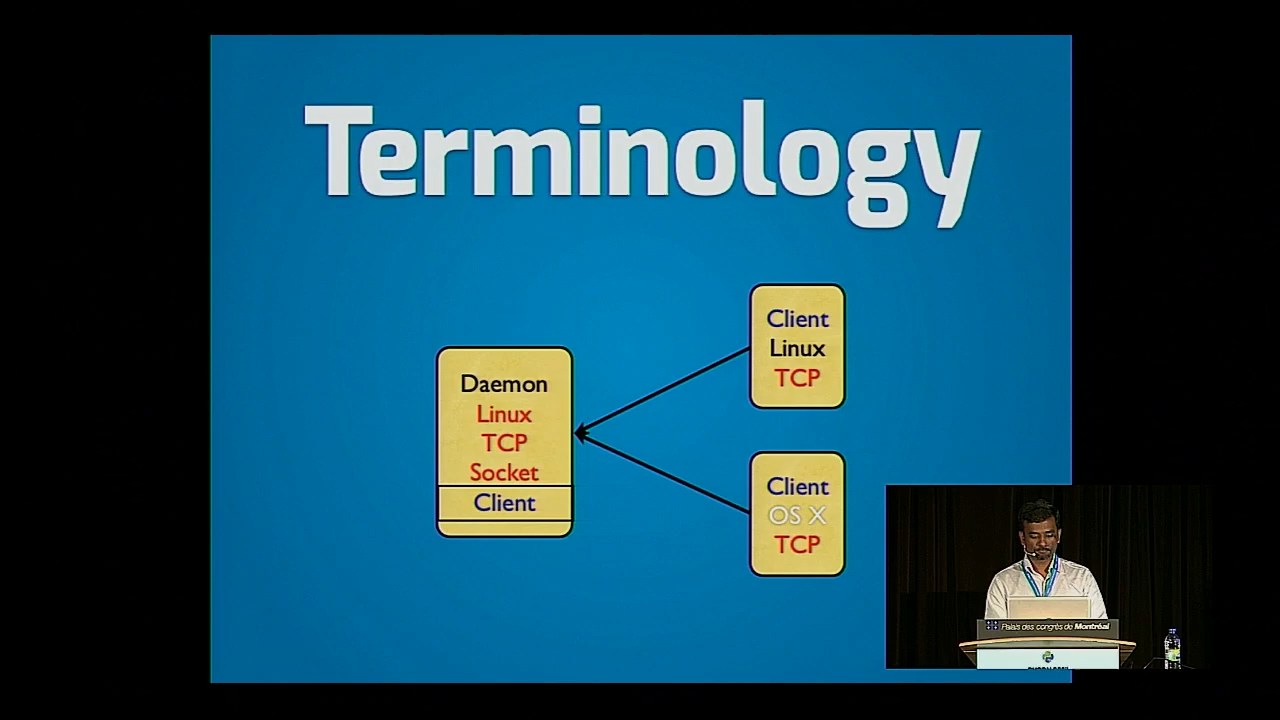 Terminology
Daemon
Linux
TCP
Socket
Client
Client
Linux
TCP
Client
OS X
TCP
Palais des congrès de Montréal